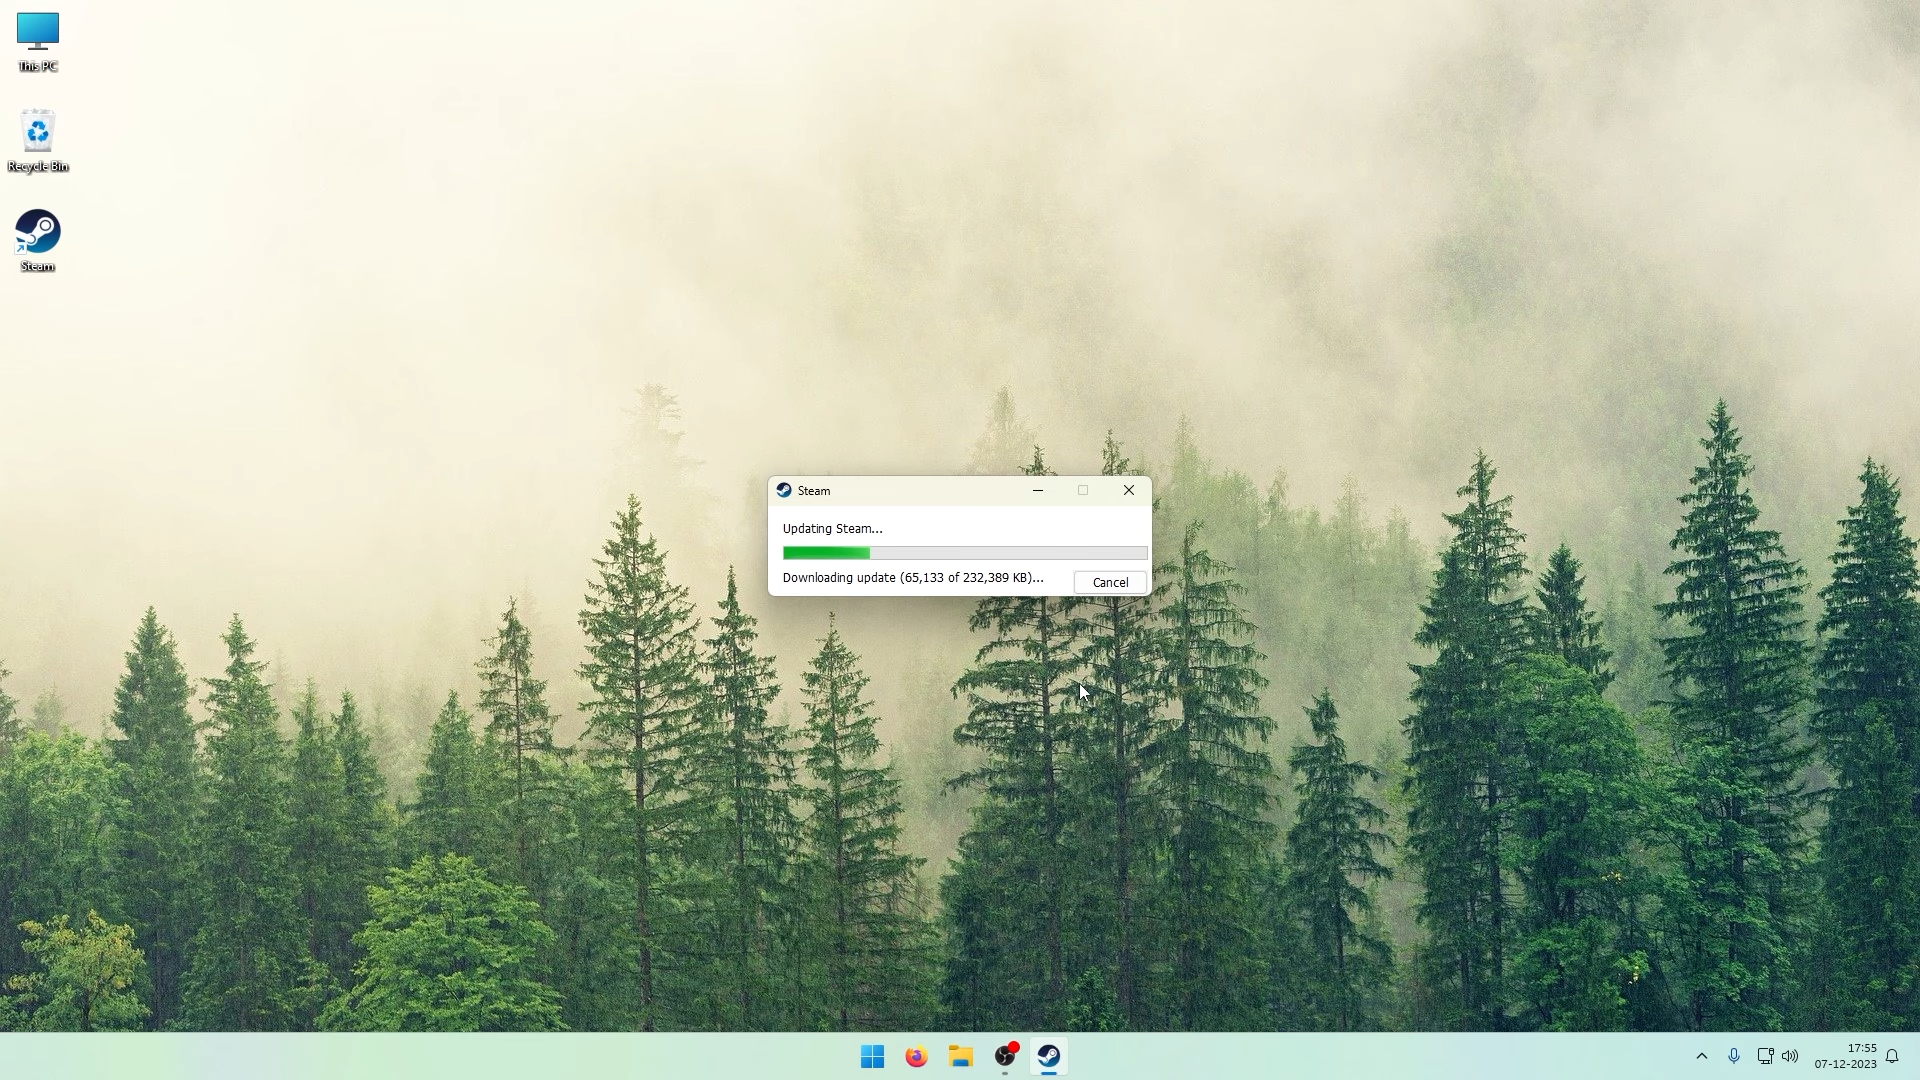 This PC
Recycle Bin
Steam
Steam
Updating Steam...
Downloading update (65,133 of 232,389 KB)...
Cancel
17:55
07-12-2023